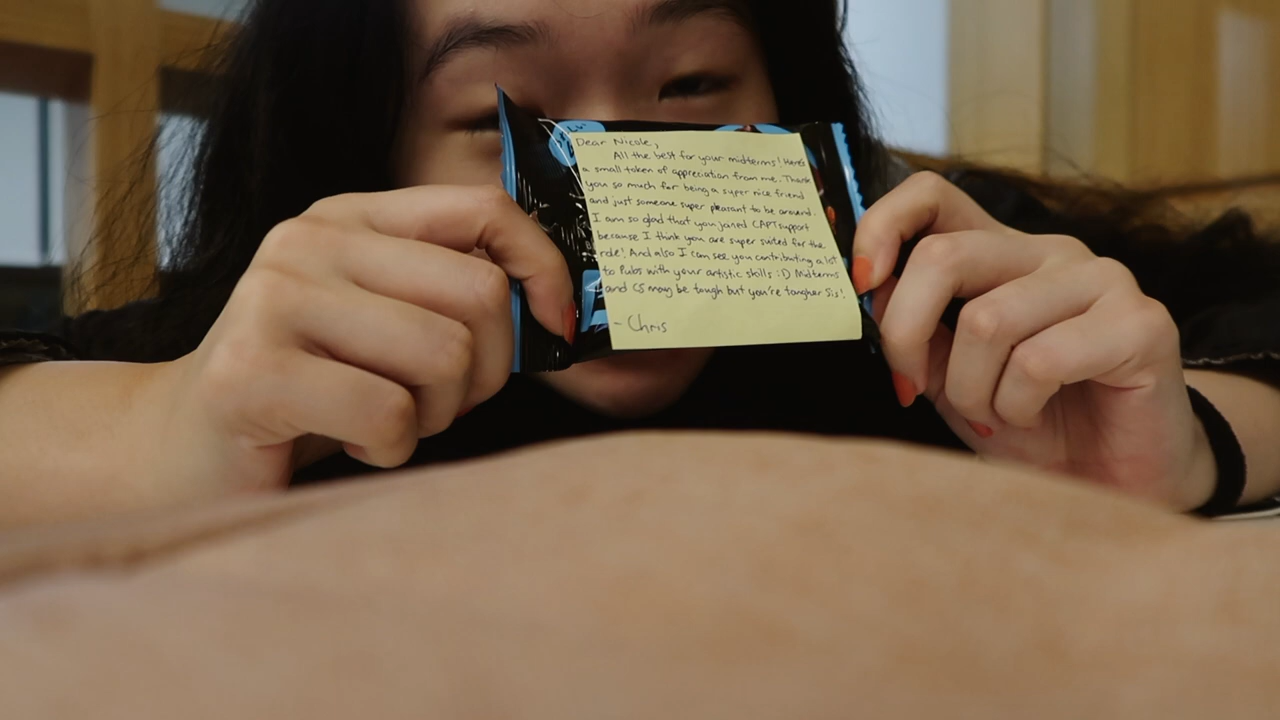 Dear Nicole,
All the best for your midterms! Here's
a small token of appreciation from me. Thank
you so much for being a super nice friend
and just someone super pleasant to be around.
I am so glad that you joined CAPTsupport
because I think you are super suited for the
role! And also I can see you contributing a lot
to Pubs with your artistic skills :D Midterms
and CS may be tough but you're tougher Sis!
- Chris